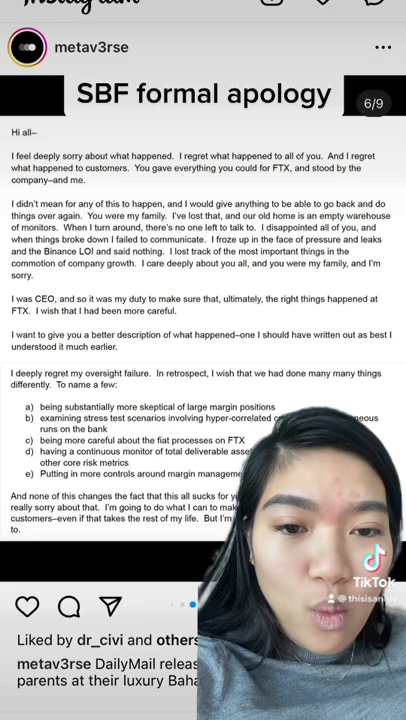 Instagram
metav3rse
SBF formal apology
6/9
Hi all–
I feel deeply sorry about what happened. I regret what happened to all of you. And I regret
what happened to customers. You gave everything you could for FTX, and stood by the
company–and me.
I didn't mean for any of this to happen, and I would give anything to be able to go back and do
things over again. You were my family. I've lost that, and our old home is an empty warehouse
of monitors. When I turn around, there's no one left to talk to. I disappointed all of you, and
when things broke down I failed to communicate. I froze up in the face of pressure and leaks
and the Binance LOI and said nothing. I lost track of the most important things in the
commotion of company growth. I care deeply about you all, and you were my family, and I'm
sorry.
I was CEO, and so it was my duty to make sure that, ultimately, the right things happened at
FTX. I wish that I had been more careful.
I want to give you a better description of what happened–one I should have written out as best I
understood it much earlier.
I deeply regret my oversight failure. In retrospect, I wish that we had done many many things
differently. To name a few:
a) being substantially more skeptical of large margin positions
b) examining stress test scenarios involving hyper-correlated
runs on the bank
c) being more careful about the fiat processes on FTX
d) having a continuous monitor of total deliverable
other core risk metrics
e) Putting in more controls around margin
And none of this changes the fact that this all sucks for
really sorry about that. I'm going to do what I can to
customers–even if that takes the rest of my life. But I'm
to.
TikTok
Liked by dr_civi and others
metav3rse DailyMail
parents at their luxury